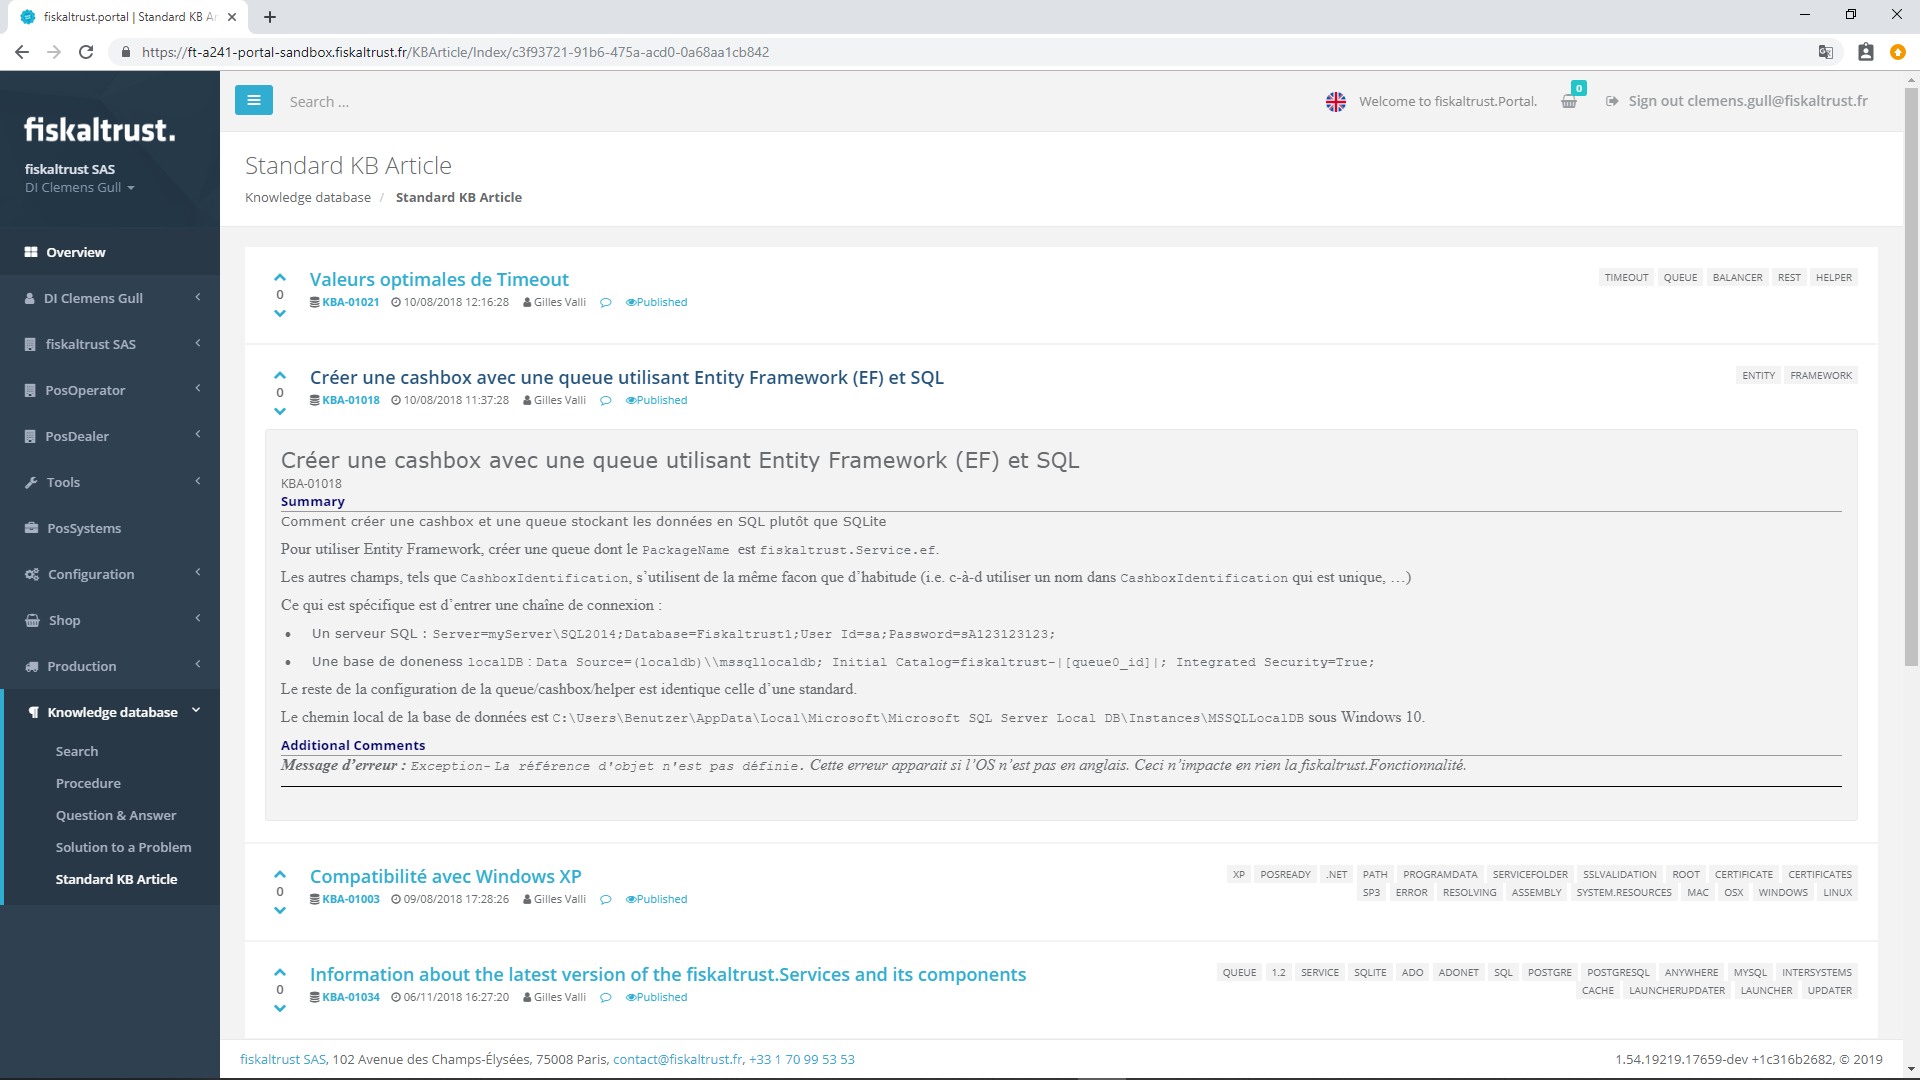 fiskaltrust.portal | Standard KB Ar
https://ft-a241-portal-sandbox.fiskaltrust.fr/KBArticle/Index/c3f93721-91b6-475a-acd0-0a68aa1cb842
fiskaltrust.
fiskaltrust SAS
DI Clemens Gull
Overview
DI Clemens Gull
fiskaltrust SAS
PosOperator
PosDealer
Tools
PosSystems
Configuration
Shop
Production
Knowledge database
Search
Procedure
Question & Answer
Solution to a Problem
Standard KB Article
Search ...
Welcome to fiskaltrust.Portal.
0
Sign out clemens.gull@fiskaltrust.fr
Standard KB Article
Knowledge database / Standard KB Article
Valeurs optimales de Timeout
TIMEOUT QUEUE BALANCER REST HELPER
0
KBA-01021 10/08/2018 12:16:28 Gilles Valli Published
Créer une cashbox avec une queue utilisant Entity Framework (EF) et SQL
ENTITY FRAMEWORK
0
KBA-01018 10/08/2018 11:37:28 Gilles Valli Published
Créer une cashbox avec une queue utilisant Entity Framework (EF) et SQL
KBA-01018
Summary
Comment créer une cashbox et une queue stockant les données en SQL plutôt que SQLite
Pour utiliser Entity Framework, créer une queue dont le PackageName est fiskaltrust.Service.ef.
Les autres champs, tels que CashboxIdentification, s’utilisent de la même facon que d’habitude (i.e. c-à-d utiliser un nom dans CashboxIdentification qui est unique, …)
Ce qui est spécifique est d’entrer une chaîne de connexion :
• Un serveur SQL : Server=myServer\SQL2014;Database=Fiskaltrust1;User Id=sa;Password=sA123123123;
• Une base de doneness localDB : Data Source=(localdb)\\mssqllocaldb; Initial Catalog=fiskaltrust-|[queue0_id]|; Integrated Security=True;
Le reste de la configuration de la queue/cashbox/helper est identique celle d’une standard.
Le chemin local de la base de données est C:\Users\Benutzer\AppData\Local\Microsoft\Microsoft SQL Server Local DB\Instances\MSSQLLocalDB sous Windows 10.
Additional Comments
Message d’erreur : Exception- La référence d'objet n'est pas définie. Cette erreur apparait si l’OS n’est pas en anglais. Ceci n’impacte en rien la fiskaltrust.Fonctionnalité.
Compatibilité avec Windows XP
XP POSREADY .NET PATH PROGRAMDATA SERVICEFOLDER SSLVALIDATION ROOT CERTIFICATE CERTIFICATES
SP3 ERROR RESOLVING ASSEMBLY SYSTEM.RESOURCES MAC OSX WINDOWS LINUX
0
KBA-01003 09/08/2018 17:28:26 Gilles Valli Published
Information about the latest version of the fiskaltrust.Services and its components
QUEUE 1.2 SERVICE SQLITE ADO ADONET SQL POSTGRE POSTGRESQL ANYWHERE MYSQL INTERSYSTEMS
CACHE LAUNCHERUPDATER LAUNCHER UPDATER
0
KBA-01034 06/11/2018 16:27:20 Gilles Valli Published
fiskaltrust SAS, 102 Avenue des Champs-Élysées, 75008 Paris, contact@fiskaltrust.fr, +33 1 70 99 53 53
1.54.19219.17659-dev +1c316b2682, © 2019